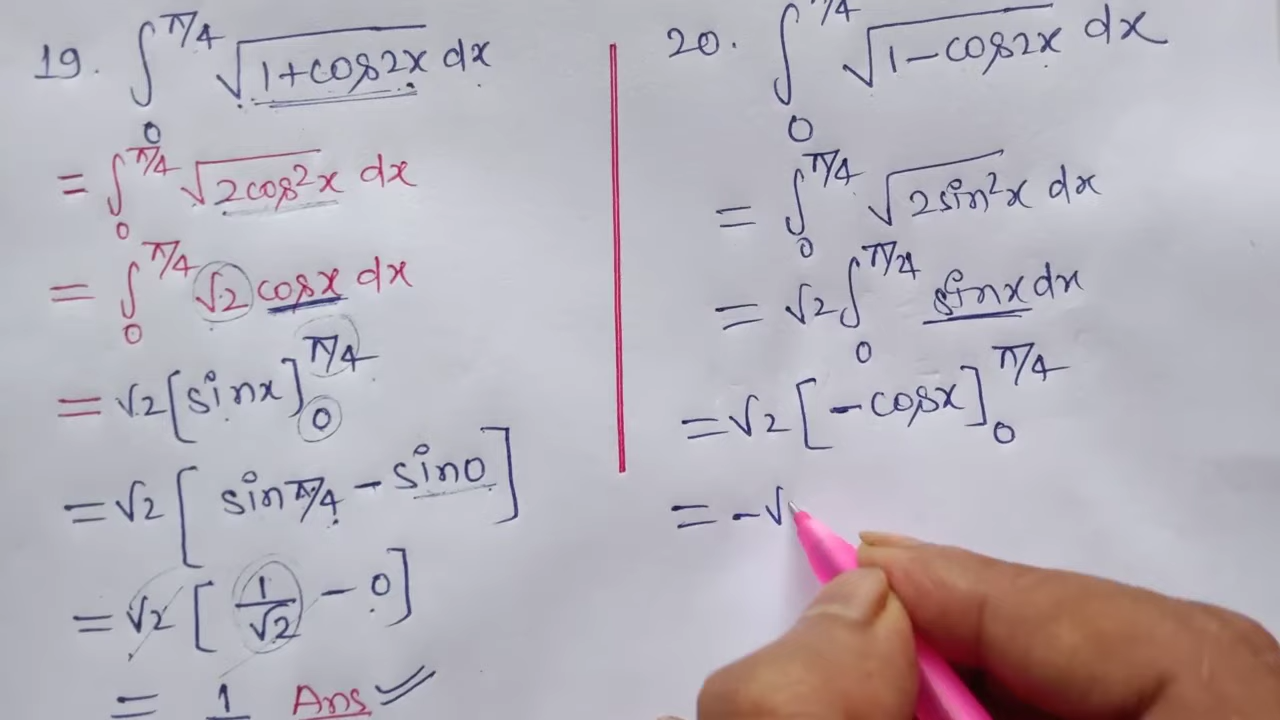 19. ∫₀^π/4 √1+cos2x dx
= ∫₀^π/4 √2cos²x dx
= ∫₀^π/4 √2 cosx dx
= √2 [sinx]₀^π/4
= √2 [ sinπ/4 - sin0 ]
= √2 [ 1/√2 - 0 ]
= 1 Ans
20. ∫₀^π/4 √1-cos2x dx
= ∫₀^π/4 √2sin²x dx
= √2 ∫₀^π/4 sinx dx
= √2 [ -cosx ]₀^π/4
= -√